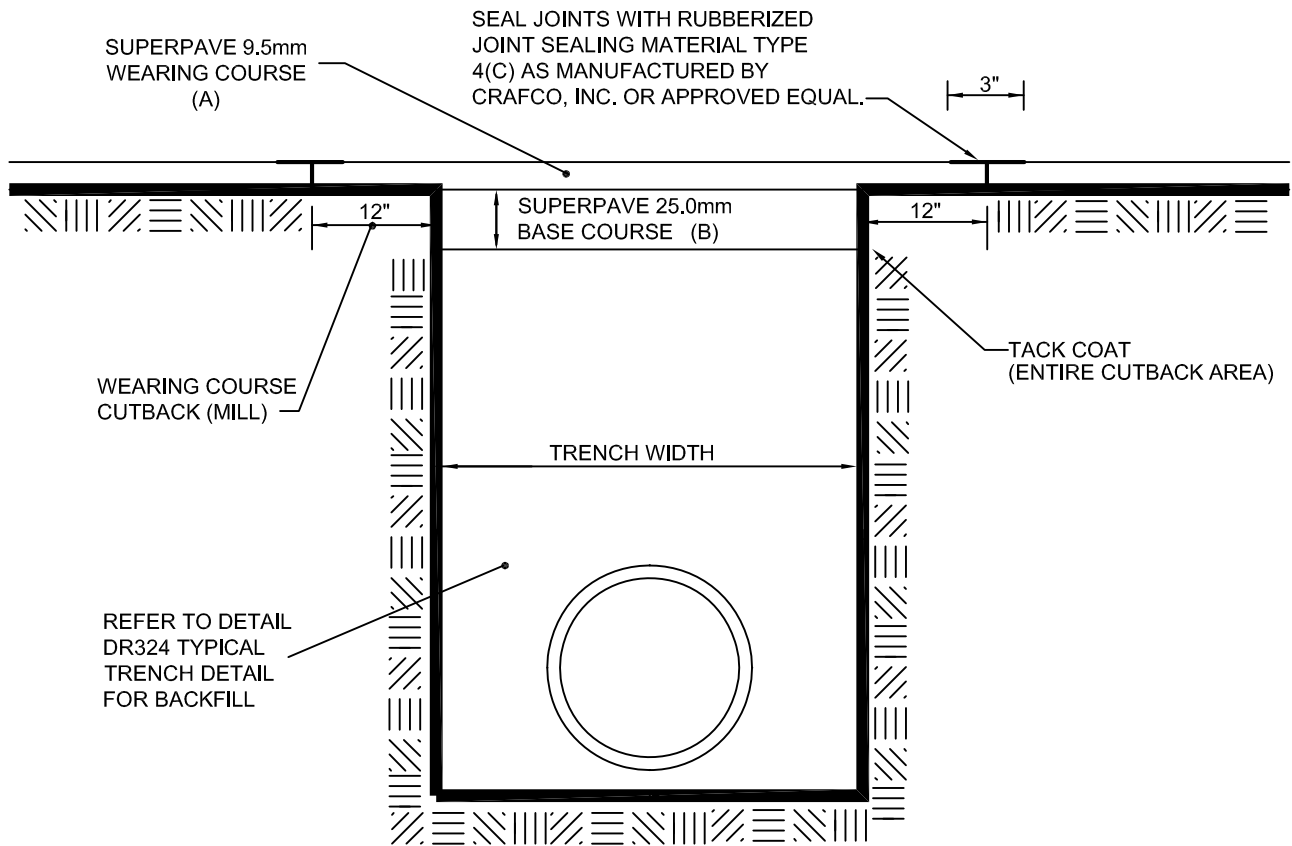 SUPERPAVE 9.5mm
WEARING COURSE
(A)
SEAL JOINTS WITH RUBBERIZED
JOINT SEALING MATERIAL TYPE
4(C) AS MANUFACTURED BY
CRAFCO, INC. OR APPROVED EQUAL.
3"
12"
SUPERPAVE 25.0mm
BASE COURSE (B)
12"
WEARING COURSE
CUTBACK (MILL)
TACK COAT
(ENTIRE CUTBACK AREA)
TRENCH WIDTH
REFER TO DETAIL
DR324 TYPICAL
TRENCH DETAIL
FOR BACKFILL